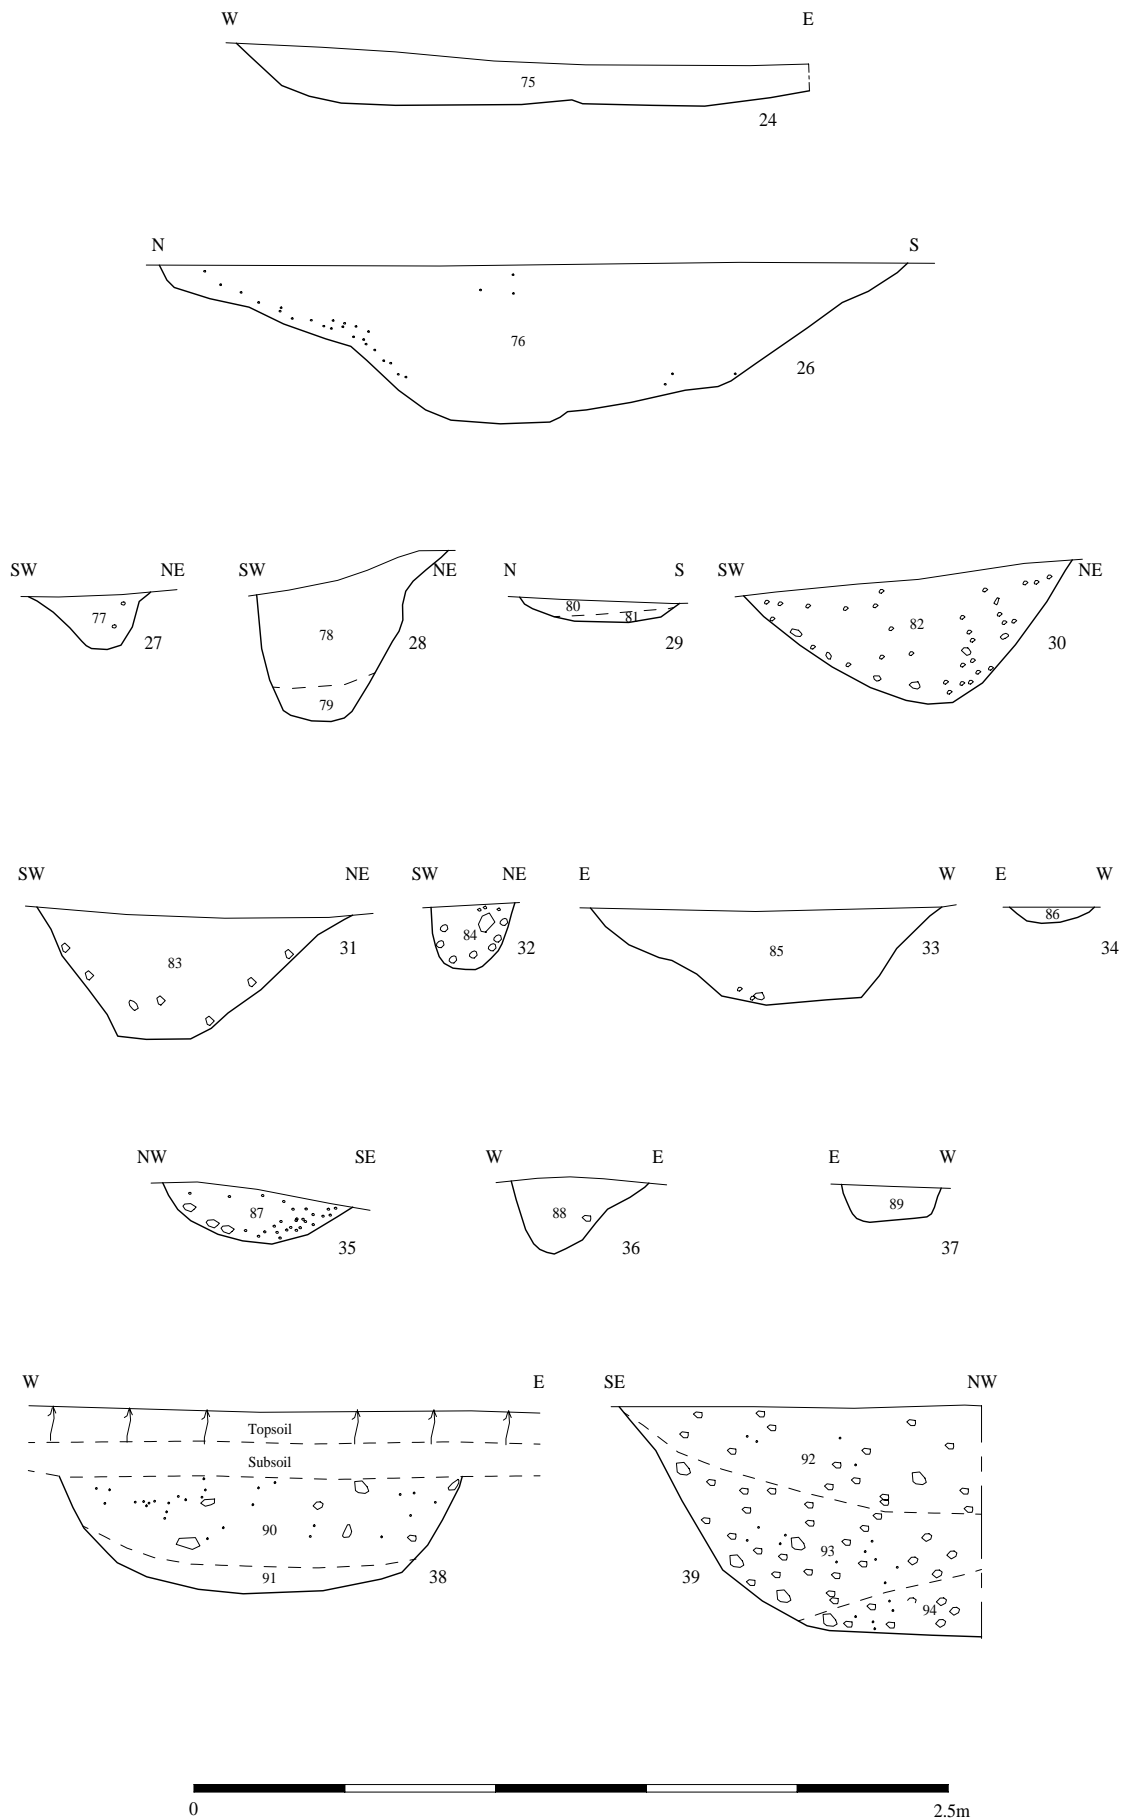 W E
75
24
N S
76
26
SW NE SW NE N S SW NE
77 78 80 81 82
27 28 29 30
79
SW NE SW NE E W E W
83 84 85 86
31 32 33 34
NW SE W E E W
87 88 89
35 36 37
W E SE NW
Topsoil
Subsoil
92
90 93
91 38 39
94
0 2.5m